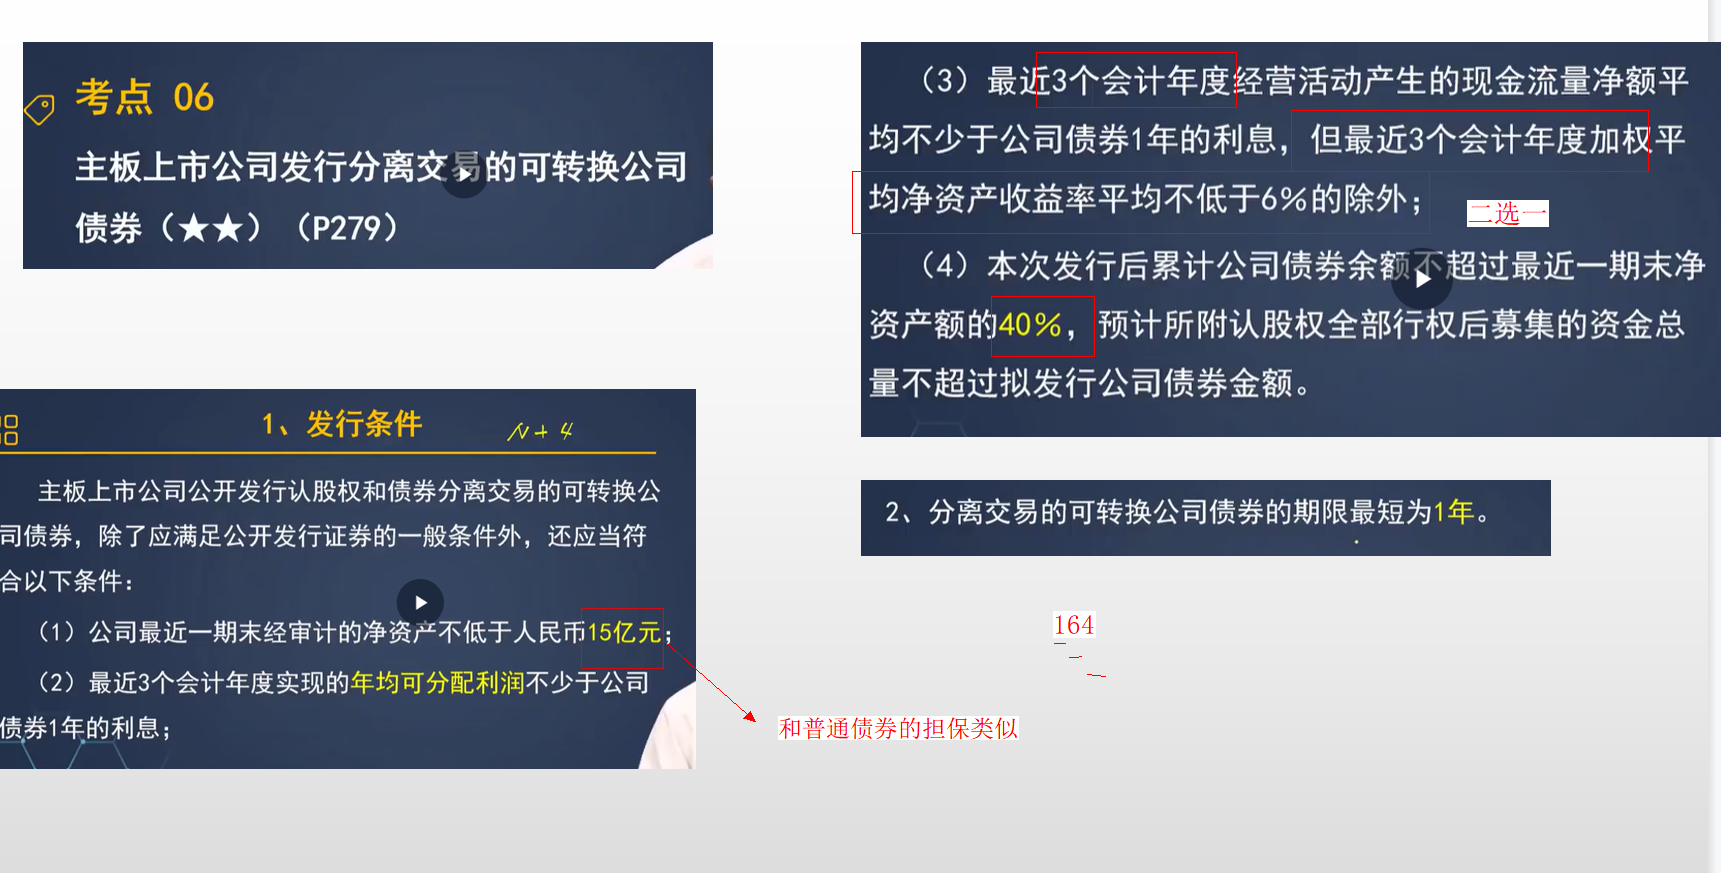 考点 06
主板上市公司发行分离交易的可转换公司
债券（★★）（P279）
1、发行条件
N+4
主板上市公司公开发行认股权和债券分离交易的可转换公
司债券，除了应满足公开发行证券的一般条件外，还应当符
合以下条件：
（1）公司最近一期末经审计的净资产不低于人民币15亿元；
（2）最近3个会计年度实现的年均可分配利润不少于公司
债券1年的利息；
和普通债券的担保类似
（3）最近3个会计年度经营活动产生的现金流量净额平
均不少于公司债券1年的利息，但最近3个会计年度加权平
均净资产收益率平均不低于6%的除外；
二选一
（4）本次发行后累计公司债券余额不超过最近一期末净
资产额的40%，预计所附认股权全部行权后募集的资金总
量不超过拟发行公司债券金额。
2、分离交易的可转换公司债券的期限最短为1年。
164